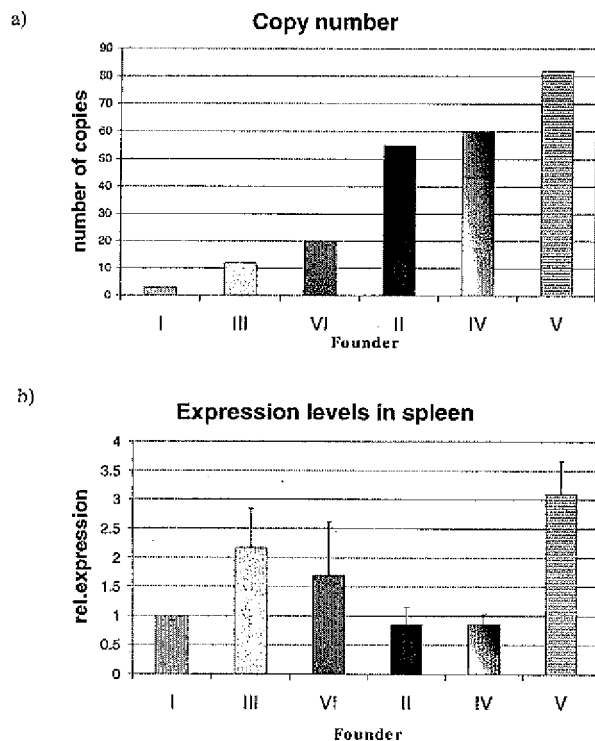 a)
Copy number
90
80
70
60
50
40
30
20
10
0
number of copies
I III VI II IV V
Founder
b)
Expression levels in spleen
4
3.5
3
2.5
2
1.5
1
0.5
0
rel.expression
I III VI II IV V
Founder